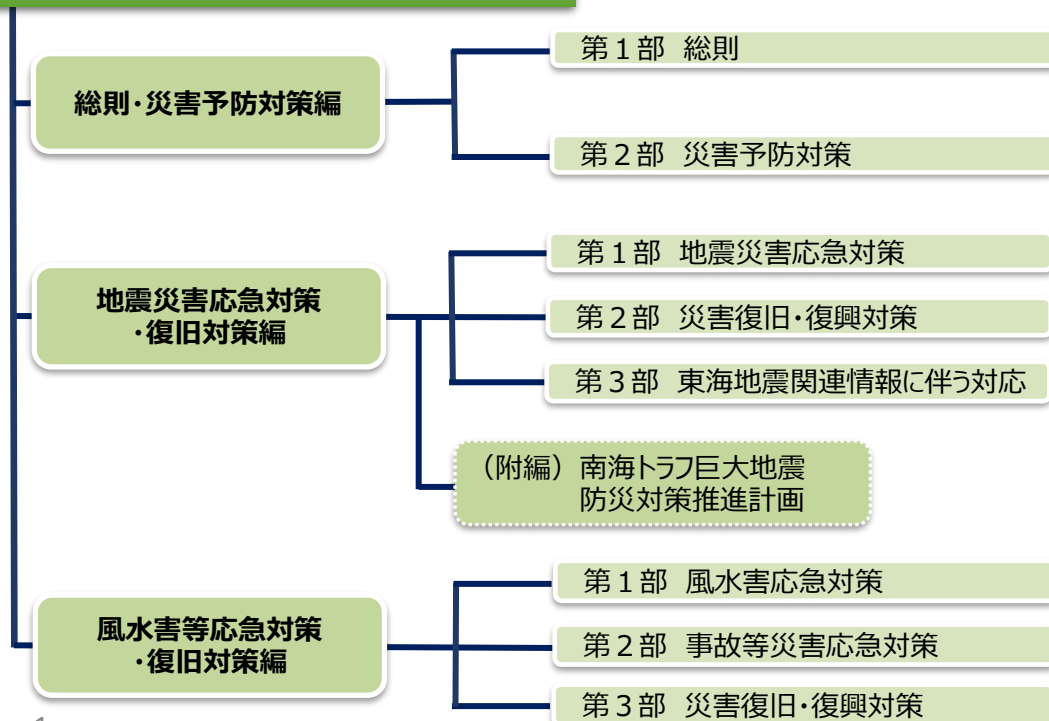 総則・災害予防対策編
第１部 総則
第２部 災害予防対策
地震災害応急対策
・復旧対策編
第１部 地震災害応急対策
第２部 災害復旧・復興対策
第３部 東海地震関連情報に伴う対応
（附編）南海トラフ巨大地震
防災対策推進計画
風水害等応急対策
・復旧対策編
第１部 風水害応急対策
第２部 事故等災害応急対策
第３部 災害復旧・復興対策